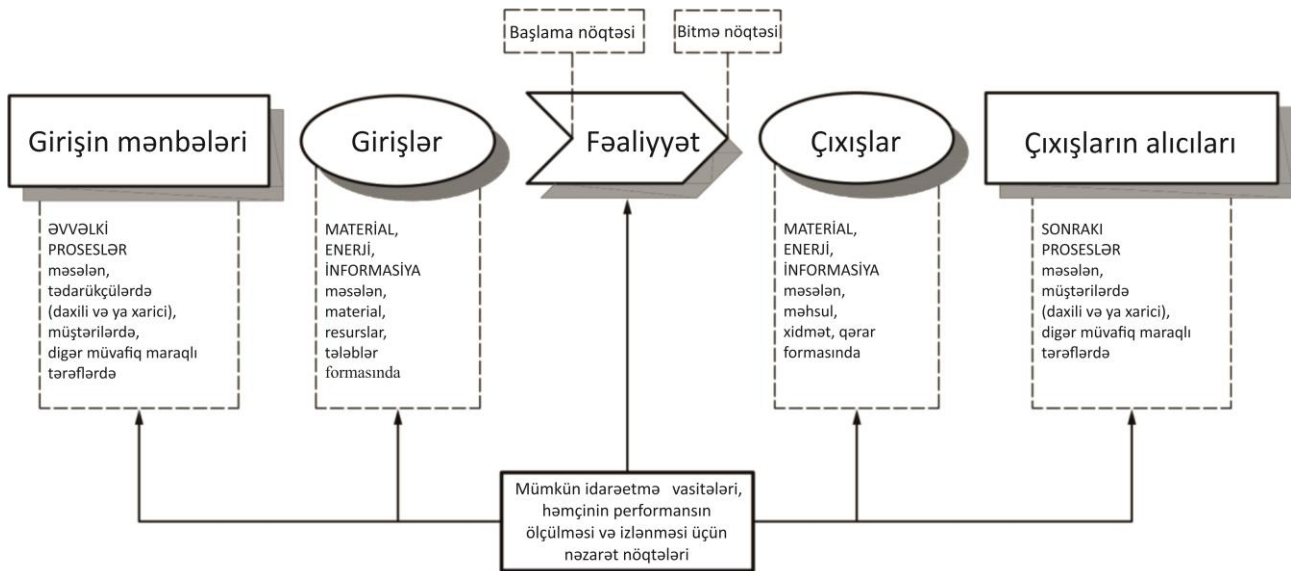 Başlama nöqtəsi
Bitmə nöqtəsi
Girişin mənbələri
Girişlər
Fəaliyyət
Çıxışlar
Çıxışların alıcıları
ƏVVƏLKİ
PROSESLƏR
məsələn,
tədarükçülərdə
(daxili və ya xarici),
müştərilərdə,
digər müvafiq maraqlı
tərəflərdə
MATERİAL,
ENERJİ,
İNFORMASİYA
məsələn,
material,
resurslar,
tələblər
formasında
MATERİAL,
ENERJİ,
İNFORMASİYA
məsələn,
məhsul,
xidmət, qərar
formasında
SONRAKI
PROSESLƏR
məsələn,
müştərilərdə
(daxili və ya xarici),
digər müvafiq maraqlı
tərəflərdə
Mümkün idarəetmə vasitələri,
həmçinin performansın
ölçülməsi və izlənməsi üçün
nəzarət nöqtələri